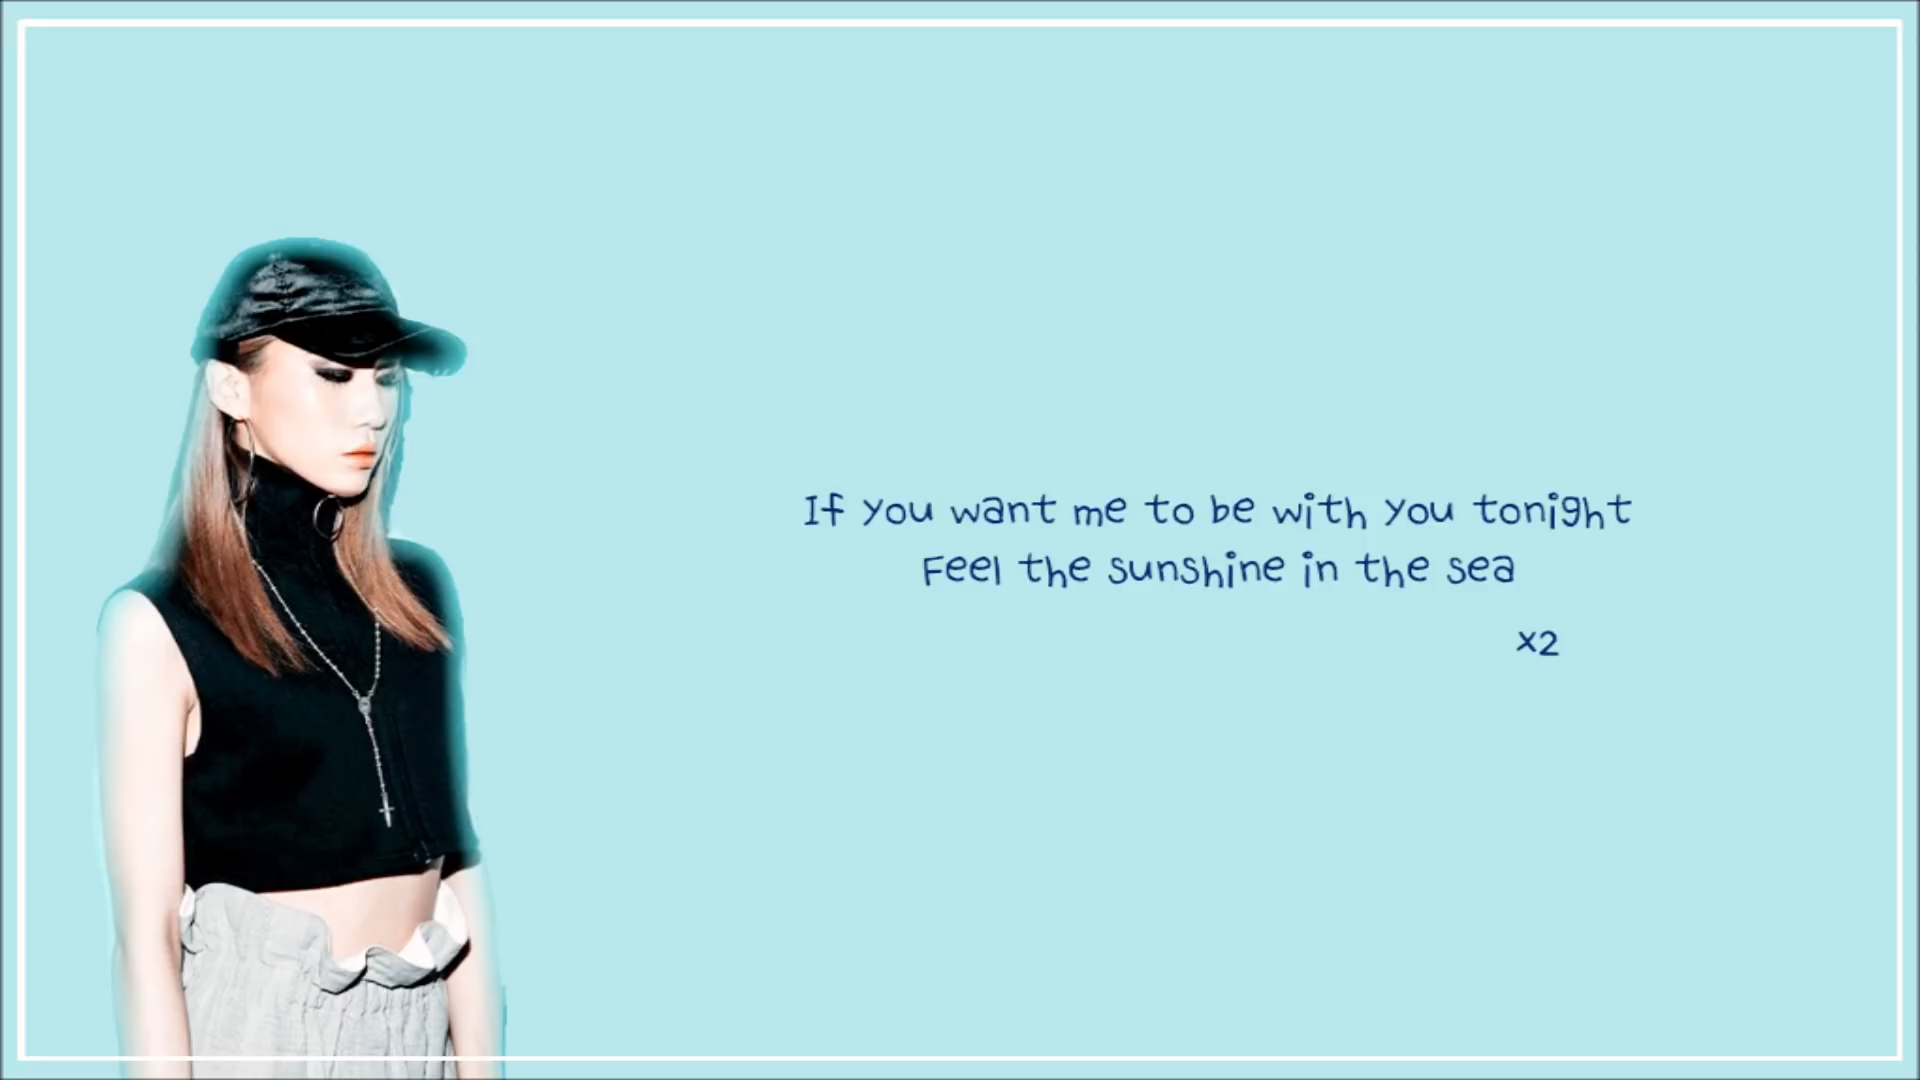 If you want me to be with you tonight
Feel the sunshine in the sea
x2